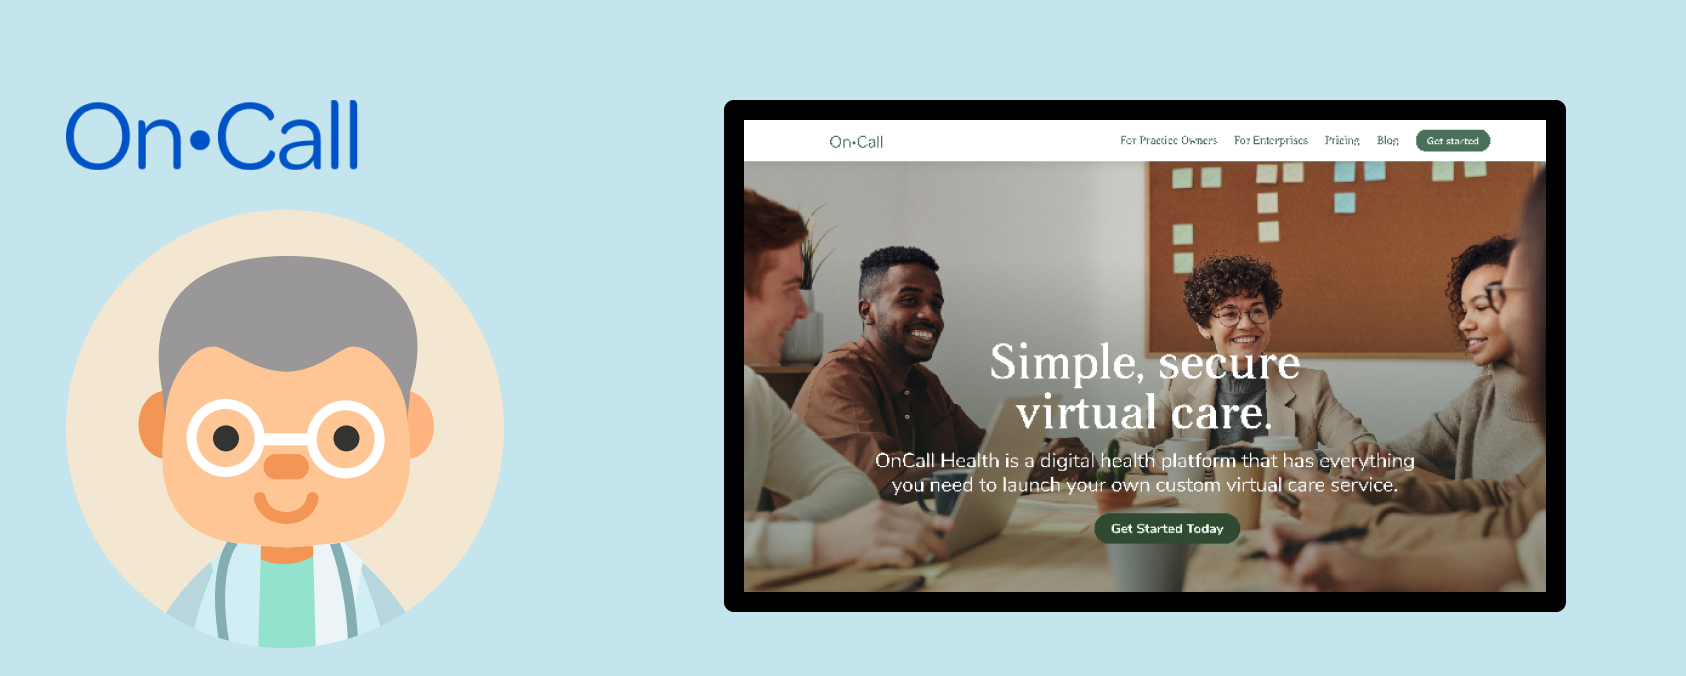 On•Call
On•Call
For Practice Owners For Enterprises Pricing Blog Get started
Simple, secure
virtual care.
OnCall Health is a digital health platform that has everything
you need to launch your own custom virtual care service.
Get Started Today